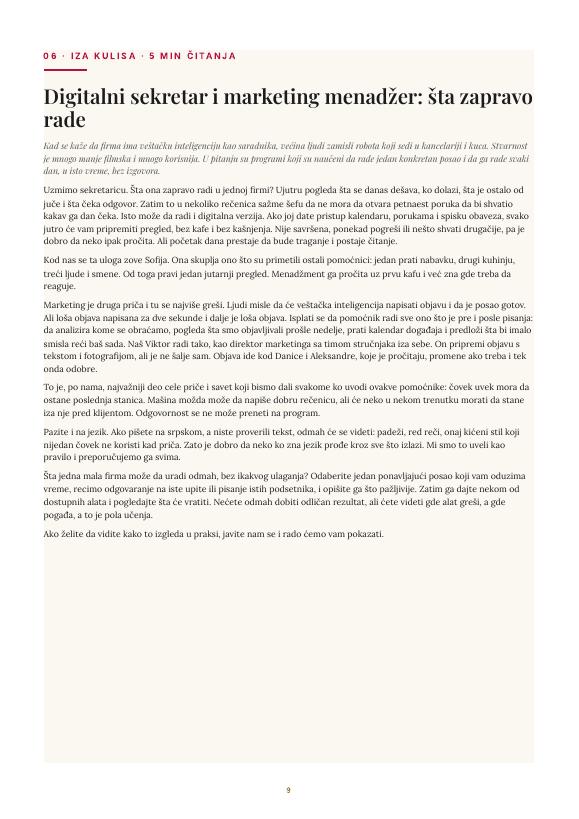 06 · IZA KULISA · 5 MIN ČITANJA
Digitalni sekretar i marketing menadžer: šta zapravo
rade
Kad se kaže da firma ima veštačku inteligenciju kao saradnika, većina ljudi zamisli robota koji sedi u kancelariji i kuca. Stvarnost
je mnogo manje filmska i mnogo korisnija. U pitanju su programi koji su naučeni da rade jedan konkretan posao i da ga rade svaki
dan, u isto vreme, bez izgovora.
Uzmimo sekretaricu. Šta ona zapravo radi u jednoj firmi? Ujutru pogleda šta se danas dešava, ko dolazi, šta je ostalo od
juče i šta čeka odgovor. Zatim to u nekoliko rečenica sažme šefu da ne mora da otvara petnaest poruka da bi shvatio
kakav ga dan čeka. Isto može da radi i digitalna verzija. Ako joj date pristup kalendaru, porukama i spisku obaveza, svako
jutro će vam pripremiti pregled, bez kafe i bez kašnjenja. Nije savršena, ponekad pogreši ili nešto shvati drugačije, pa je
dobro da neko ipak pročita. Ali početak dana prestaje da bude traganje i postaje čitanje.
Kod nas se ta uloga zove Sofija. Ona skuplja ono što su primetili ostali pomoćnici: jedan prati nabavku, drugi kuhinju,
treći ljude i smene. Od toga pravi jedan jutarnji pregled. Menadžment ga pročita uz prvu kafu i već zna gde treba da
reaguje.
Marketing je druga priča i tu se najviše greši. Ljudi misle da će veštačka inteligencija napisati objavu i da je posao gotov.
Ali loša objava napisana za dve sekunde i dalje je loša objava. Isplati se da pomoćnik radi sve ono što je pre i posle pisanja:
da analizira kome se obraćamo, pogleda šta smo objavljivali prošle nedelje, prati kalendar događaja i predloži šta bi imalo
smisla reći baš sada. Naš Viktor radi tako, kao direktor marketinga sa timom stručnjaka iza sebe. On pripremi objavu s
tekstom i fotografijom, ali je ne šalje sam. Objava ide kod Danice i Aleksandre, koje je pročitaju, promene ako treba i tek
onda odobre.
To je, po nama, najvažniji deo cele priče i savet koji bismo dali svakome ko uvodi ovakve pomoćnike: čovek uvek mora da
ostane poslednja stanica. Mašina možda može da napiše dobru rečenicu, ali će neko u nekom trenutku morati da stane
iza nje pred klijentom. Odgovornost se ne može preneti na program.
Pazite i na jezik. Ako pišete na srpskom, a niste proverili tekst, odmah će se videti: padeži, red reči, onaj kićeni stil koji
nijedan čovek ne koristi kad priča. Zato je dobro da neko ko zna jezik prođe kroz sve što izlazi. Mi smo to uveli kao
pravilo i preporučujemo ga svima.
Šta jedna mala firma može da uradi odmah, bez ikakvog ulaganja? Odaberite jedan ponavljajući posao koji vam oduzima
vreme, recimo odgovaranje na iste upite ili pisanje istih podsetnika, i opišite ga što pažljivije. Zatim ga dajte nekom od
dostupnih alata i pogledajte šta će vratiti. Nećete odmah dobiti odličan rezultat, ali ćete videti gde alat greši, a gde
pogađa, a to je pola učenja.
Ako želite da vidite kako to izgleda u praksi, javite nam se i rado ćemo vam pokazati.
9